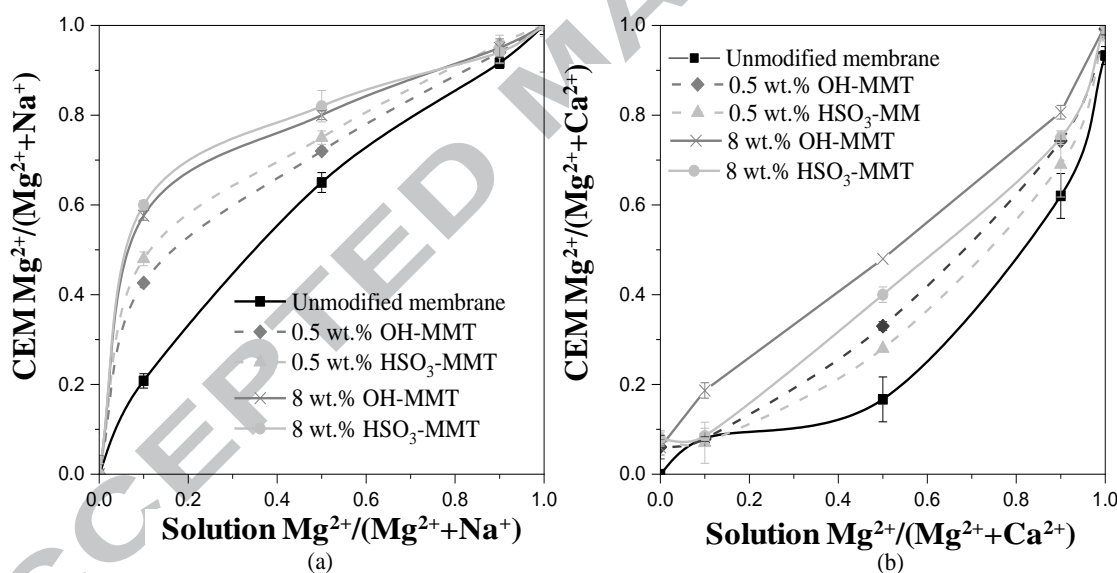 CEM Mg²⁺/(Mg²⁺+Na⁺)
1.0
0.8
0.6
0.4
0.2
0.0
Unmodified membrane
0.5 wt.% OH-MMT
0.5 wt.% HSO₃-MMT
8 wt.% OH-MMT
8 wt.% HSO₃-MMT
0.0 0.2 0.4 0.6 0.8 1.0
Solution Mg²⁺/(Mg²⁺+Na⁺)
(a)
CEM Mg²⁺/(Mg²⁺+Ca²⁺)
1.0
0.8
0.6
0.4
0.2
0.0
Unmodified membrane
0.5 wt.% OH-MMT
0.5 wt.% HSO₃-MM
8 wt.% OH-MMT
8 wt.% HSO₃-MMT
0.0 0.2 0.4 0.6 0.8 1.0
Solution Mg²⁺/(Mg²⁺+Ca²⁺)
(b)
CCEPTED MA